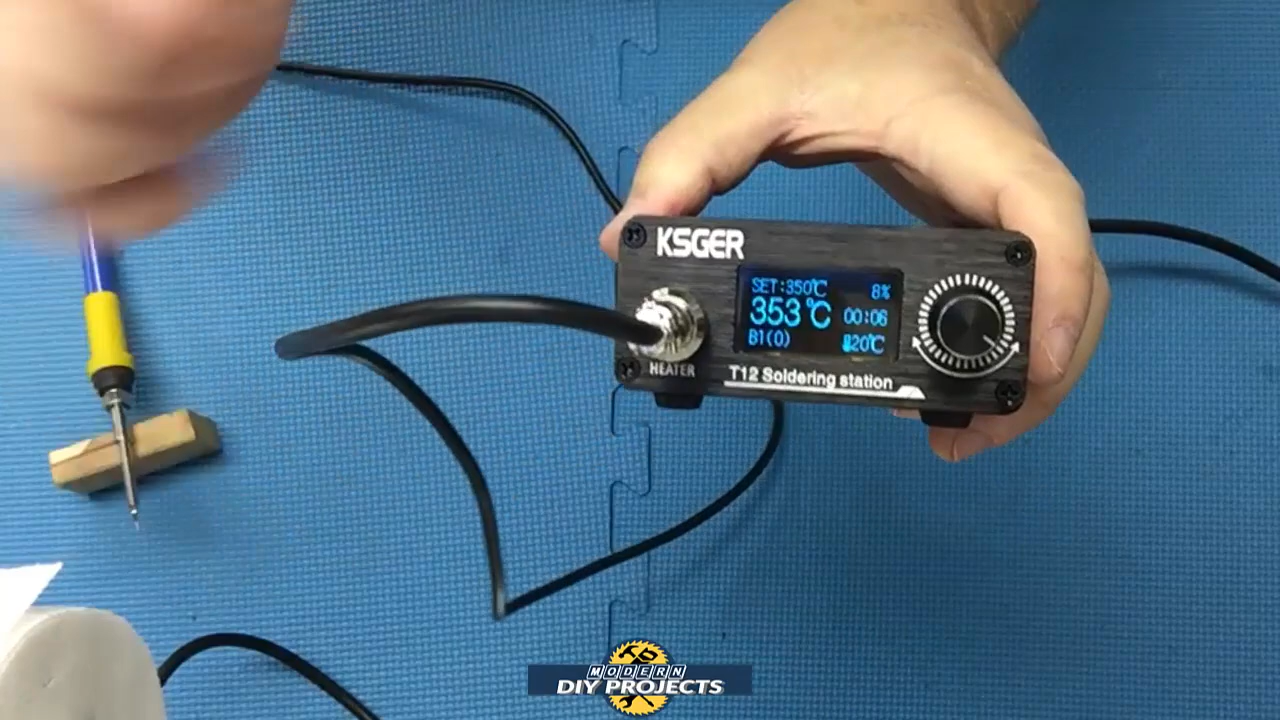 KSGER
SET:350℃ 8%
353℃ 00:06
B1(0) 20℃
HEATER
T12 Soldering station
MODERN
DIY PROJECTS